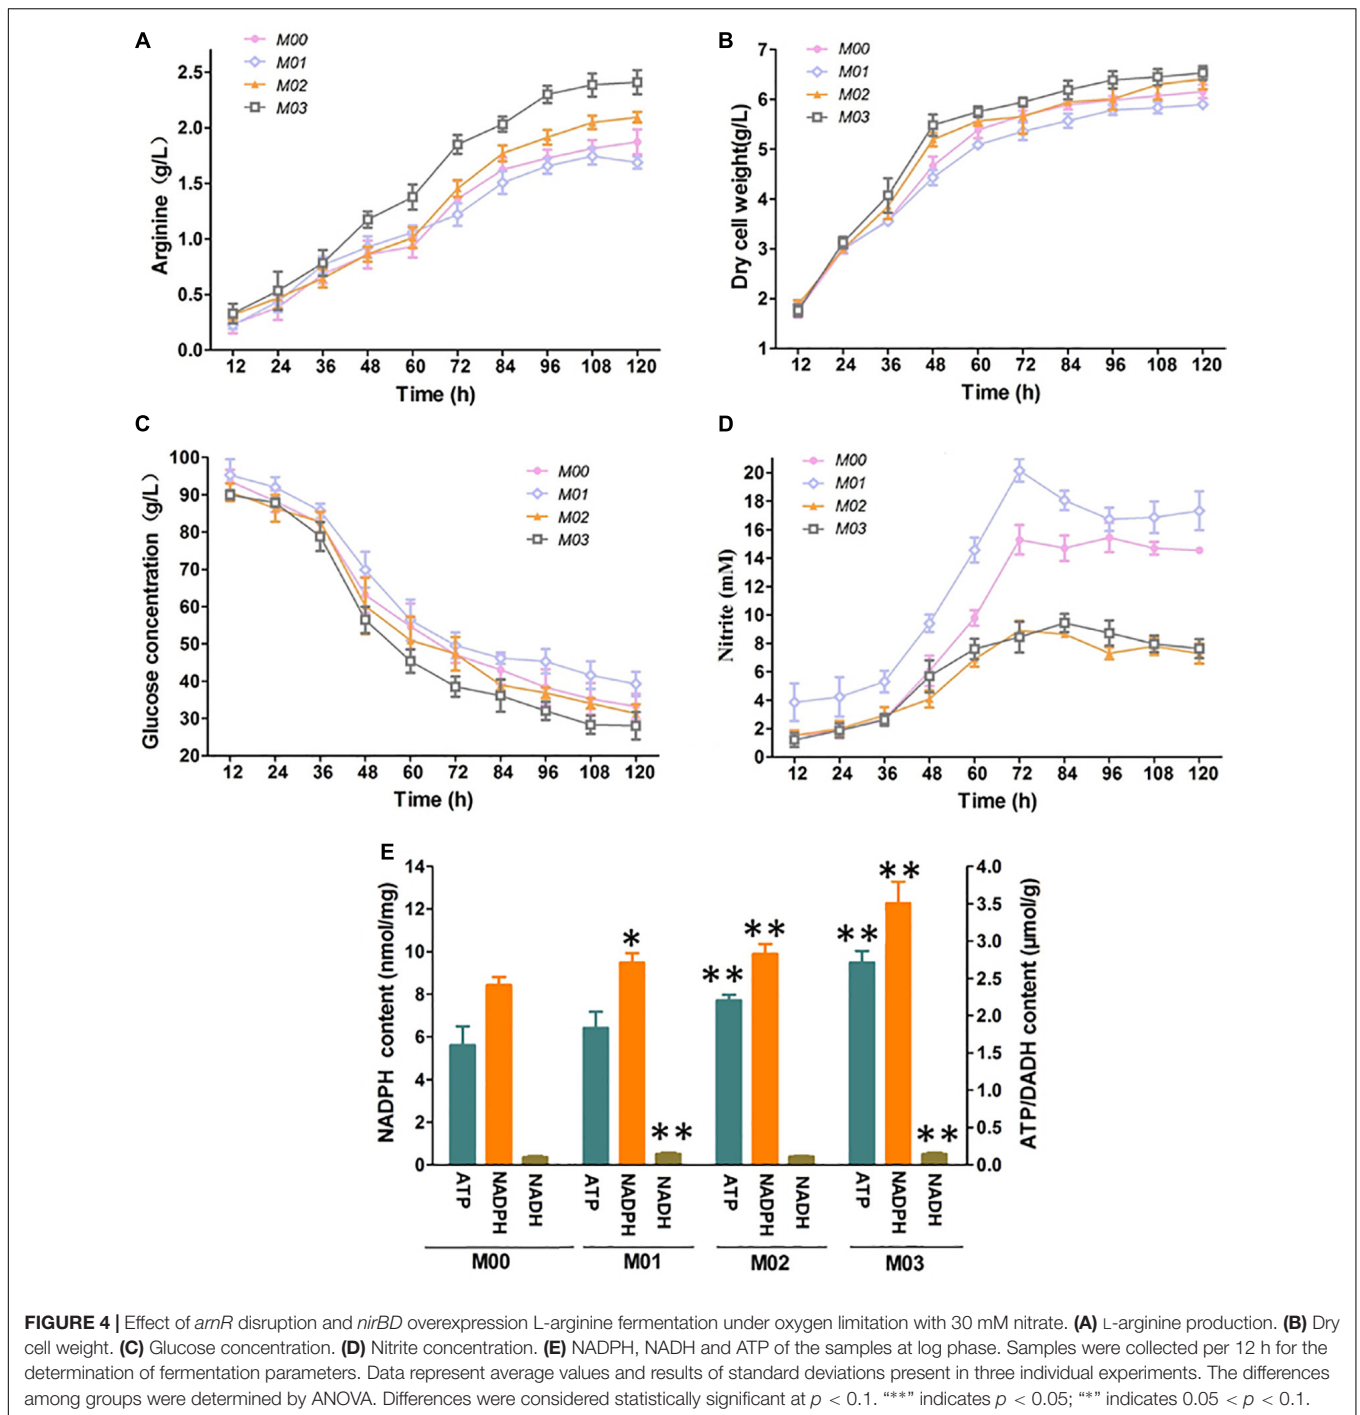 A
M00
M01
M02
M03
Arginine (g/L)
2.5
2.0
1.5
1.0
0.5
0.0
12 24 36 48 60 72 84 96 108 120
Time (h)
B
M00
M01
M02
M03
Dry cell weight(g/L)
7
6
5
4
3
2
1
12 24 36 48 60 72 84 96 108 120
Time (h)
C
M00
M01
M02
M03
Glucose concentration (g/L)
100
90
80
70
60
50
40
30
20
12 24 36 48 60 72 84 96 108 120
Time (h)
D
M00
M01
M02
M03
Nitrite (mM)
20
18
16
14
12
10
8
6
4
2
0
12 24 36 48 60 72 84 96 108 120
Time (h)
E
NADPH content (nmol/mg)
14
12
10
8
6
4
2
0
* ** ** ** ** ** **
4.0
3.5
3.0
2.5
2.0
1.5
1.0
0.5
0.0
ATP/DADH content (µmol/g)
ATP NADPH NADH ATP NADPH NADH ATP NADPH NADH ATP NADPH NADH
M00 M01 M02 M03
FIGURE 4 | Effect of arnR disruption and nirBD overexpression L-arginine fermentation under oxygen limitation with 30 mM nitrate. (A) L-arginine production. (B) Dry
cell weight. (C) Glucose concentration. (D) Nitrite concentration. (E) NADPH, NADH and ATP of the samples at log phase. Samples were collected per 12 h for the
determination of fermentation parameters. Data represent average values and results of standard deviations present in three individual experiments. The differences
among groups were determined by ANOVA. Differences were considered statistically significant at p < 0.1. “**” indicates p < 0.05; “*” indicates 0.05 < p < 0.1.